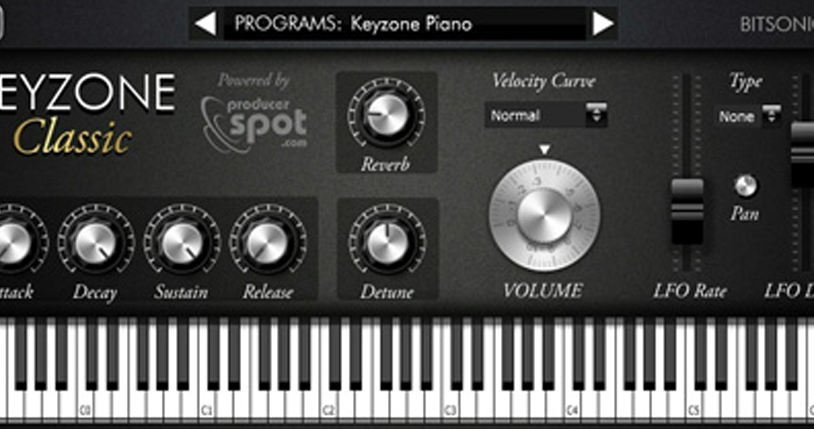 PROGRAMS: Keyzone Piano
BITSONIC
EYZONE
Classic
Powered by
producer
spot
.com
Reverb
Velocity Curve
Normal
Type
None
Pan
ttack
Decay
Sustain
Release
Detune
VOLUME
LFO Rate
LFO D
C0
C1
C2
C3
C4
C5